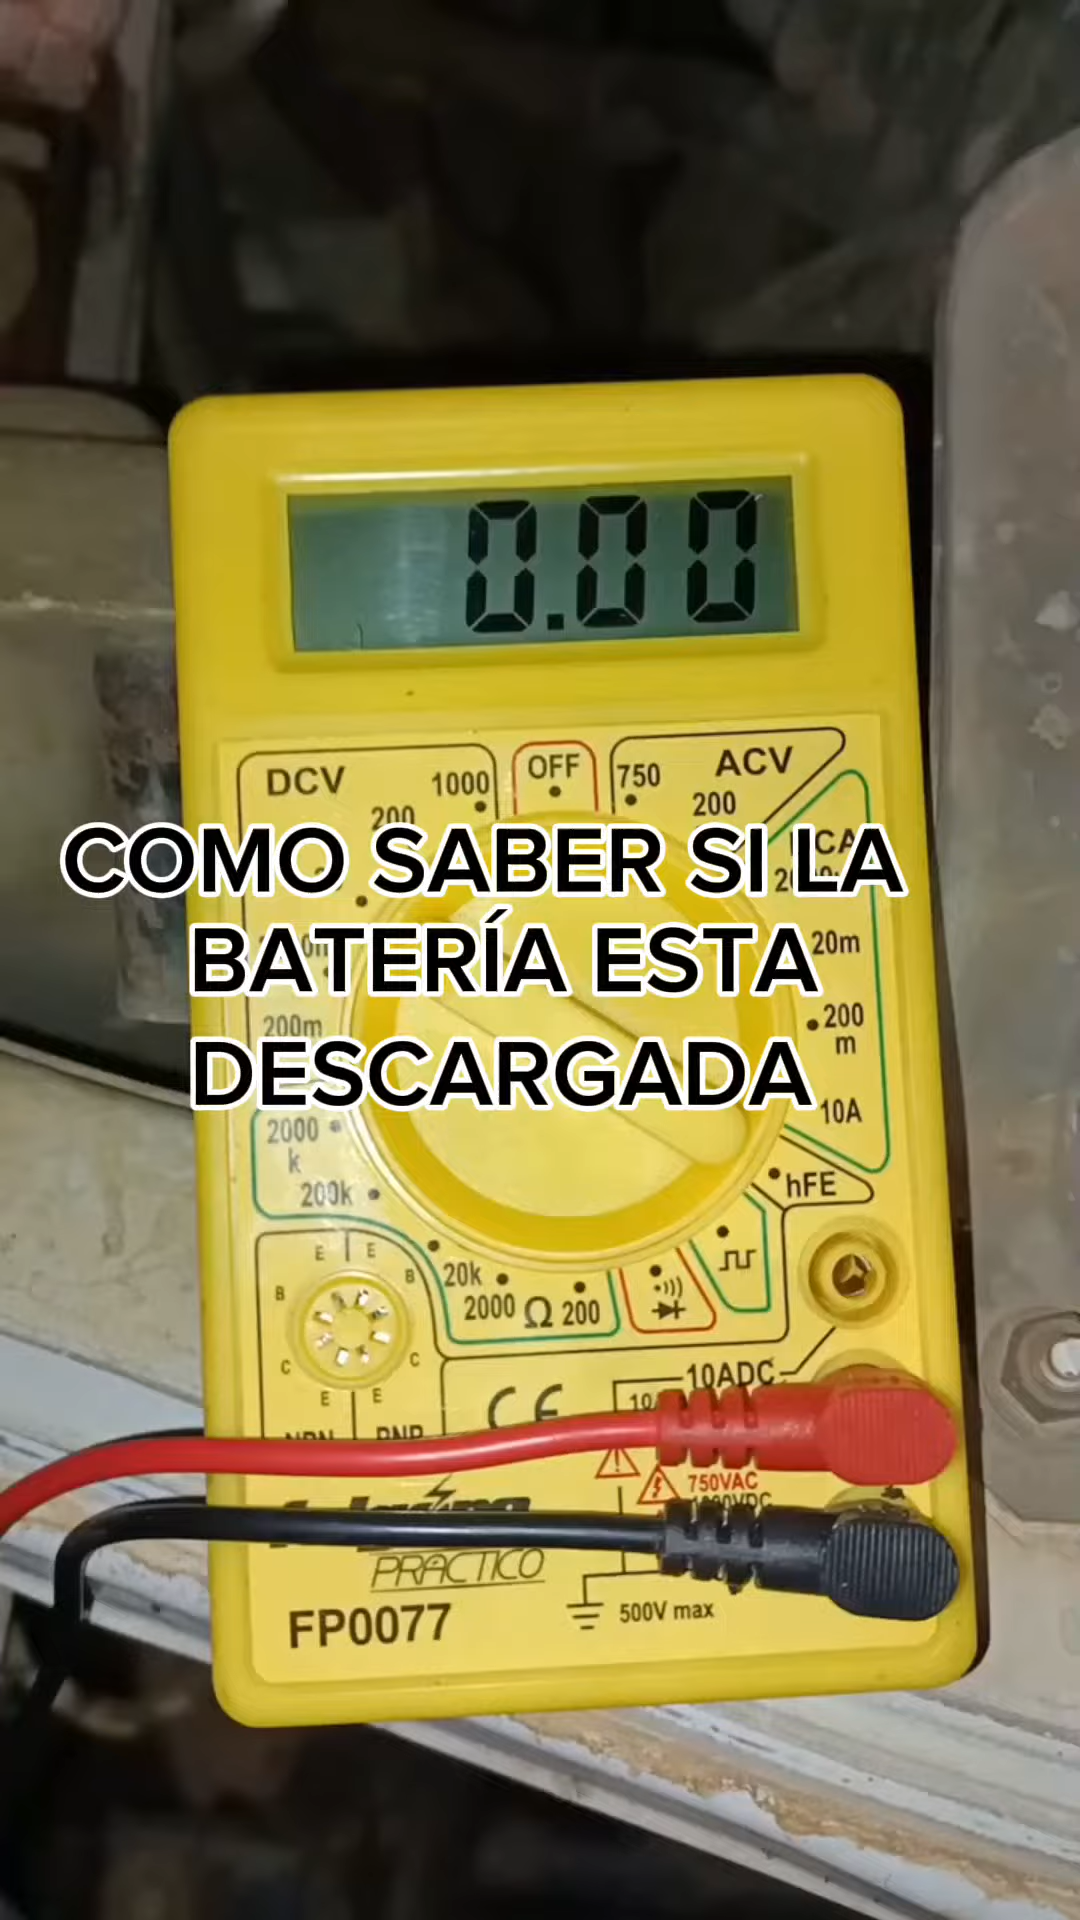 0.00
DCV
1000
OFF
750
ACV
200
200
COMO SABER SI LA
BATERÍA ESTA
DESCARGADA
20m
200m
200
m
10A
2000
k
200k
hFE
20k
2000 Ω 200
E E
B B
C C
E E
10ADC
CE
750VAC
PRACTICO
FP0077
500V max